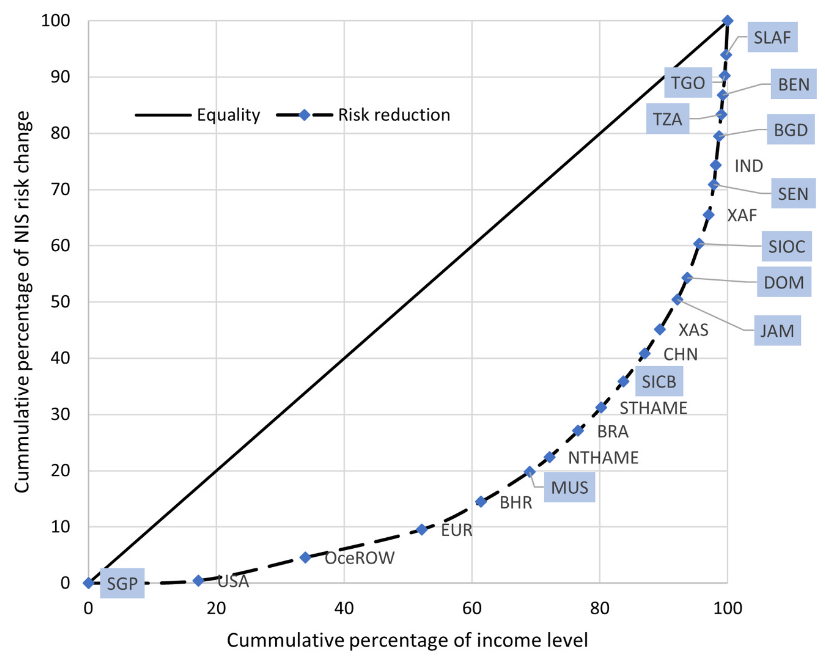 100
SLAF
90
TGO
BEN
Equality
Risk reduction
TZA
80
BGD
IND
70
SEN
XAF
60
SIOC
DOM
50
JAM
XAS
40
CHN
SICB
30
STHAME
BRA
20
NTHAME
MUS
BHR
10
EUR
OceROW
0
SGP
USA
0 20 40 60 80 100
Cummulative percentage of income level
Cummulative percentage of NIS risk change